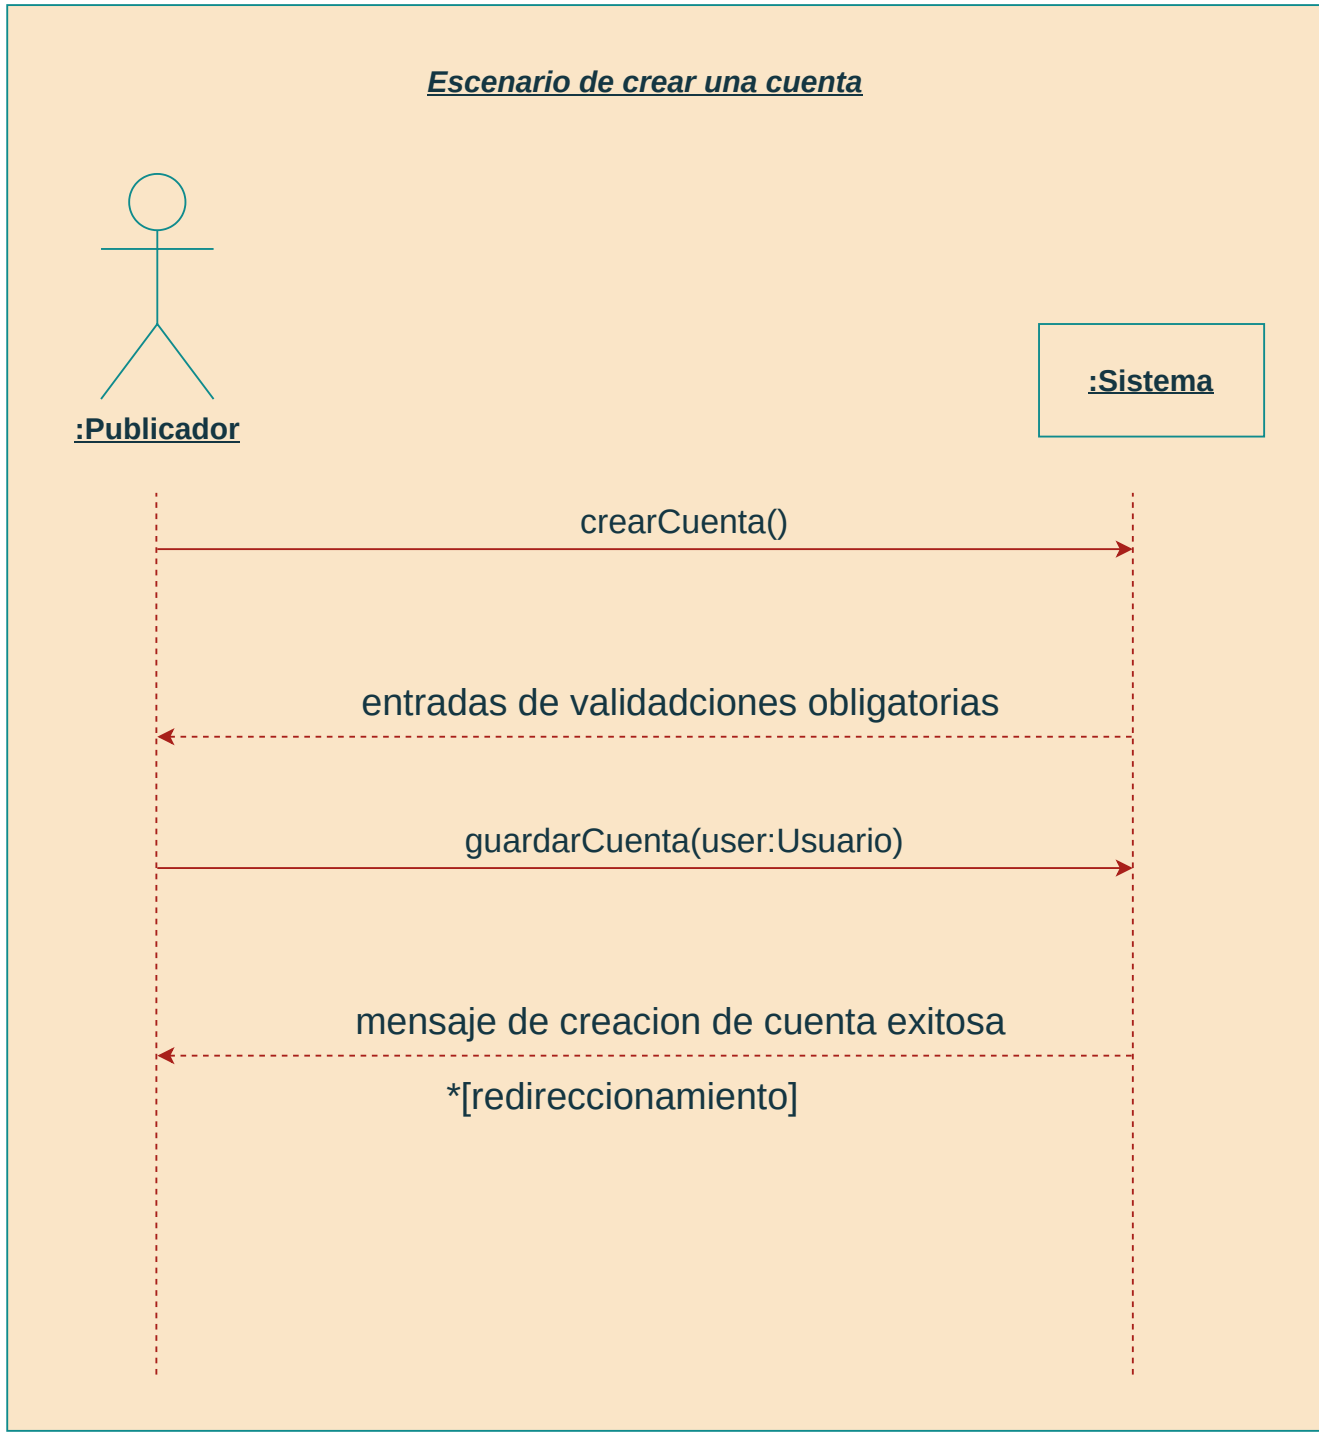 Escenario de crear una cuenta
:Sistema
:Publicador
crearCuenta()
entradas de validadciones obligatorias
guardarCuenta(user:Usuario)
mensaje de creacion de cuenta exitosa
*[redireccionamiento]